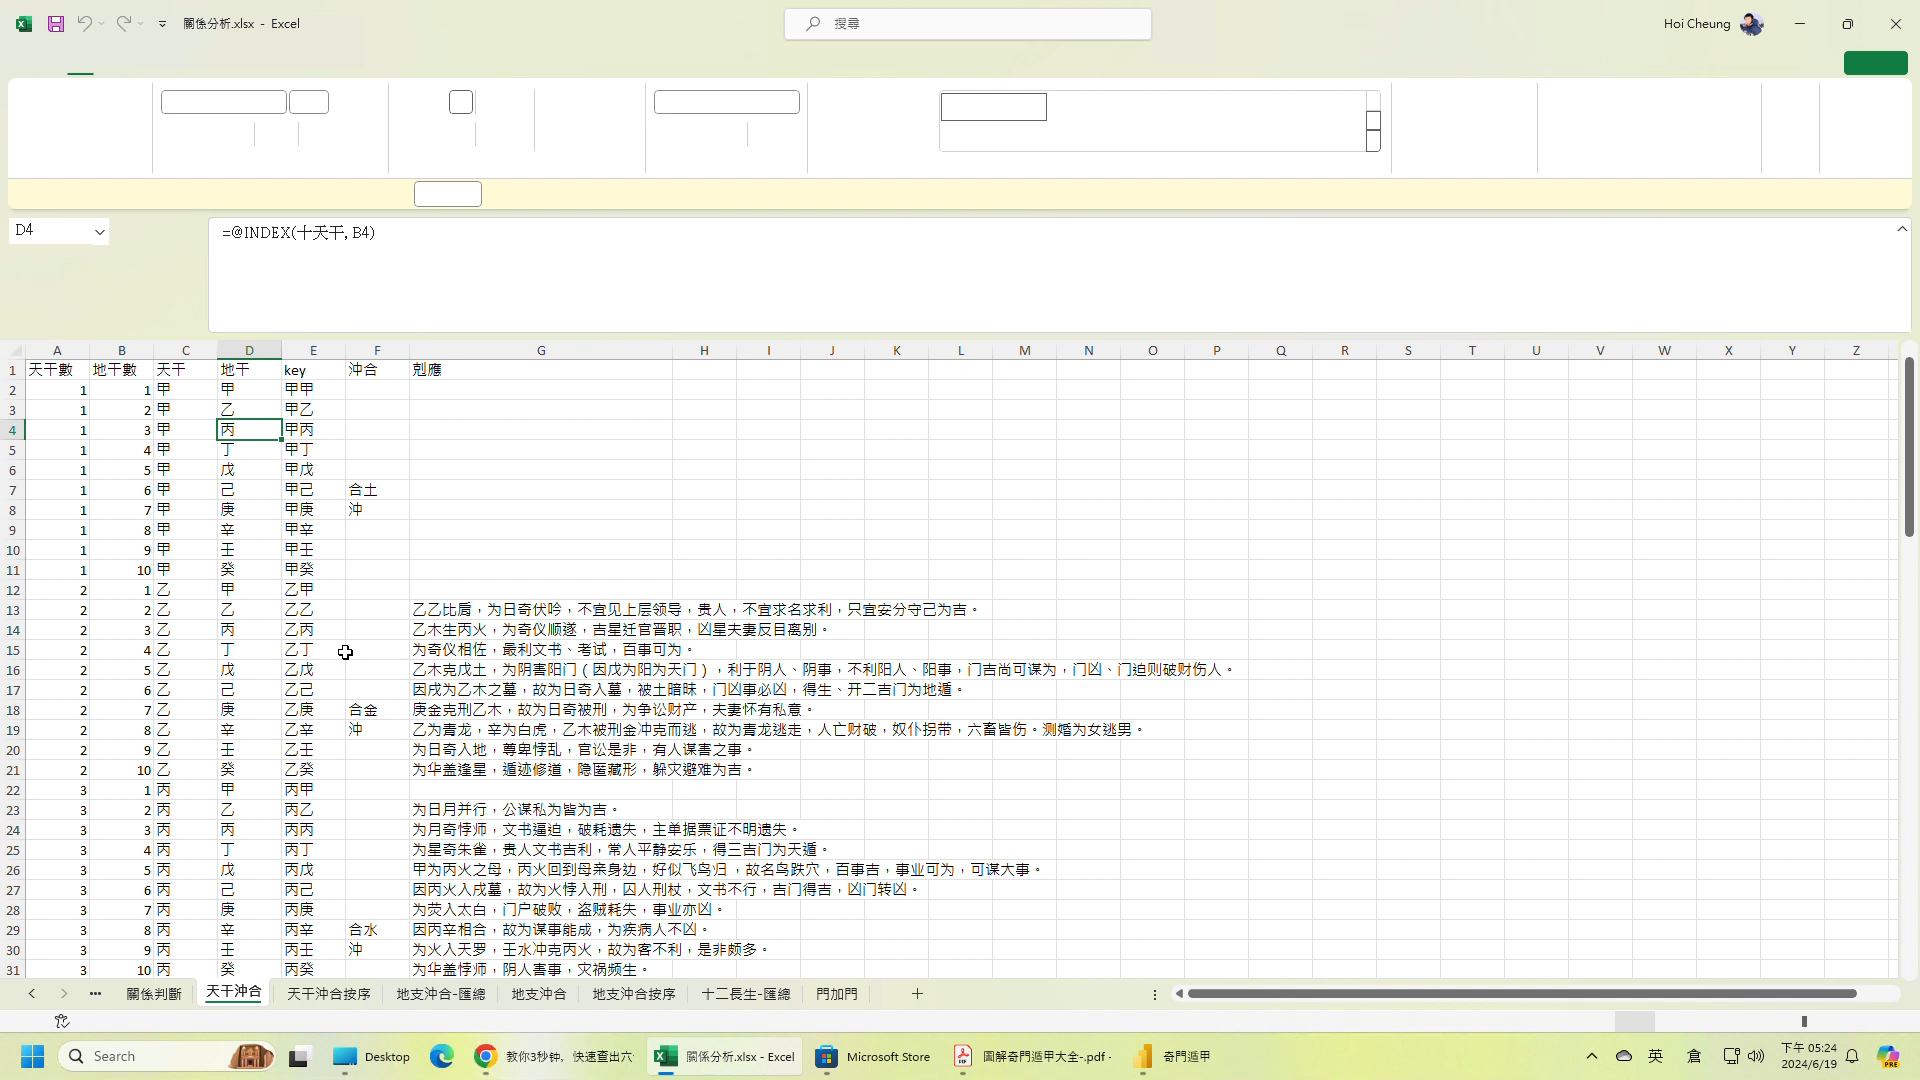 關係分析.xlsx - Excel
搜尋
Hoi Cheung
D4
=@INDEX(十天干, B4)
A B C D E F G H I J K L M N O P Q R S T U V W X Y Z
1 天干數 地干數 天干 地干 key 沖合 剋應
2 1 1 甲 甲 甲甲
3 1 2 甲 乙 甲乙
4 1 3 甲 丙 甲丙
5 1 4 甲 丁 甲丁
6 1 5 甲 戊 甲戊
7 1 6 甲 己 甲己 合土
8 1 7 甲 庚 甲庚 沖
9 1 8 甲 辛 甲辛
10 1 9 甲 壬 甲壬
11 1 10 甲 癸 甲癸
12 2 1 乙 甲 乙甲
13 2 2 乙 乙 乙乙 乙乙比肩，为日奇伏吟，不宜见上层领导，贵人，不宜求名求利，只宜安分守己为吉。
14 2 3 乙 丙 乙丙 乙木生丙火，为奇仪顺遂，吉星迁官晋职，凶星夫妻反目离别。
15 2 4 乙 丁 乙丁 为奇仪相佐，最利文书、考试，百事可为。
16 2 5 乙 戊 乙戊 乙木克戊土，为阴害阳门（因戊为阳为天门），利于阴人、阴事，不利阳人、阳事，门吉尚可谋为，门凶、门迫则破财伤人。
17 2 6 乙 己 乙己 因戌为乙木之墓，故为日奇入墓，被土暗昧，门凶事必凶，得生、开二吉门为地遁。
18 2 7 乙 庚 乙庚 合金 庚金克刑乙木，故为日奇被刑，为争讼财产，夫妻怀有私意。
19 2 8 乙 辛 乙辛 沖 乙为青龙，辛为白虎，乙木被刑金冲克而逃，故为青龙逃走，人亡财破，奴仆拐带，六畜皆伤。测婚为女逃男。
20 2 9 乙 壬 乙壬 为日奇入地，尊卑悖乱，官讼是非，有人谋害之事。
21 2 10 乙 癸 乙癸 为华盖逢星，遁迹修道，隐匿藏形，躲灾避难为吉。
22 3 1 丙 甲 丙甲
23 3 2 丙 乙 丙乙 为日月并行，公谋私为皆为吉。
24 3 3 丙 丙 丙丙 为月奇悖师，文书逼迫，破耗遗失，主单据票证不明遗失。
25 3 4 丙 丁 丙丁 为星奇朱雀，贵人文书吉利，常人平静安乐，得三吉门为天遁。
26 3 5 丙 戊 丙戊 甲为丙火之母，丙火回到母亲身边，好似飞鸟归 ，故名鸟跌穴，百事吉，事业可为，可谋大事。
27 3 6 丙 己 丙己 因丙火入戌墓，故为火悖入刑，囚人刑杖，文书不行，吉门得吉，凶门转凶。
28 3 7 丙 庚 丙庚 为荧入太白，门户破败，盗贼耗失，事业亦凶。
29 3 8 丙 辛 丙辛 合水 因丙辛相合，故为谋事能成，为疾病人不凶。
30 3 9 丙 壬 丙壬 沖 为火入天罗，壬水冲克丙火，故为客不利，是非颇多。
31 3 10 丙 癸 丙癸 为华盖悖师，阴人害事，灾祸频生。
關係判斷 天干沖合 天干沖合按序 地支沖合-匯總 地支沖合 地支沖合按序 十二長生-匯總 門加門
Search Desktop 教你3秒钟，快速查出六 關係分析.xlsx - Excel Microsoft Store 圖解奇門遁甲大全-.pdf - 奇門遁甲 英 倉 下午 05:24
2024/6/19
PRE